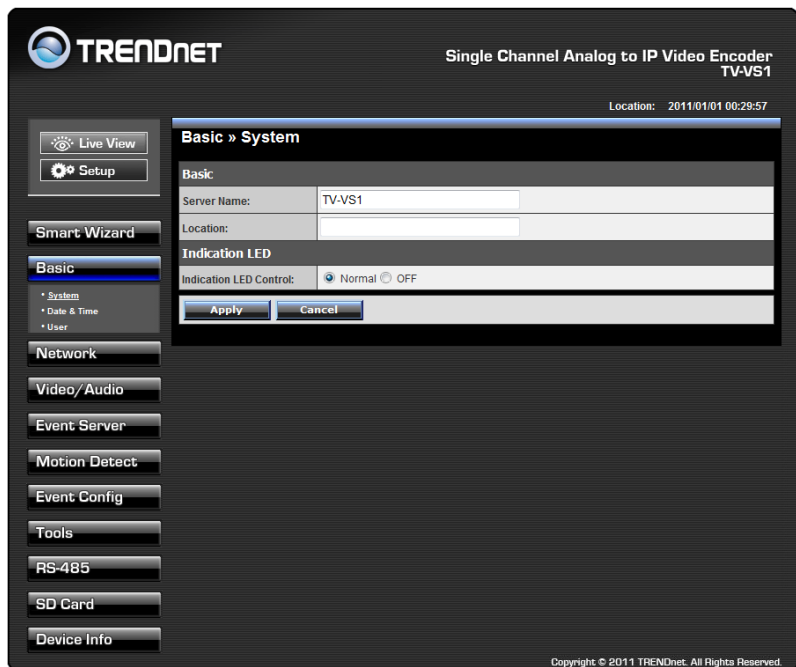 TRENDNET
Single Channel Analog to IP Video Encoder
TV-VS1
Location: 2011/01/01 00:29:57
Live View
Setup
Smart Wizard
Basic
• System
• Date & Time
• User
Network
Video/Audio
Event Server
Motion Detect
Event Config
Tools
RS-485
SD Card
Device Info
Basic » System
Basic
Server Name: TV-VS1
Location:
Indication LED
Indication LED Control: Normal OFF
Apply Cancel
Copyright © 2011 TRENDnet. All Rights Reserved.